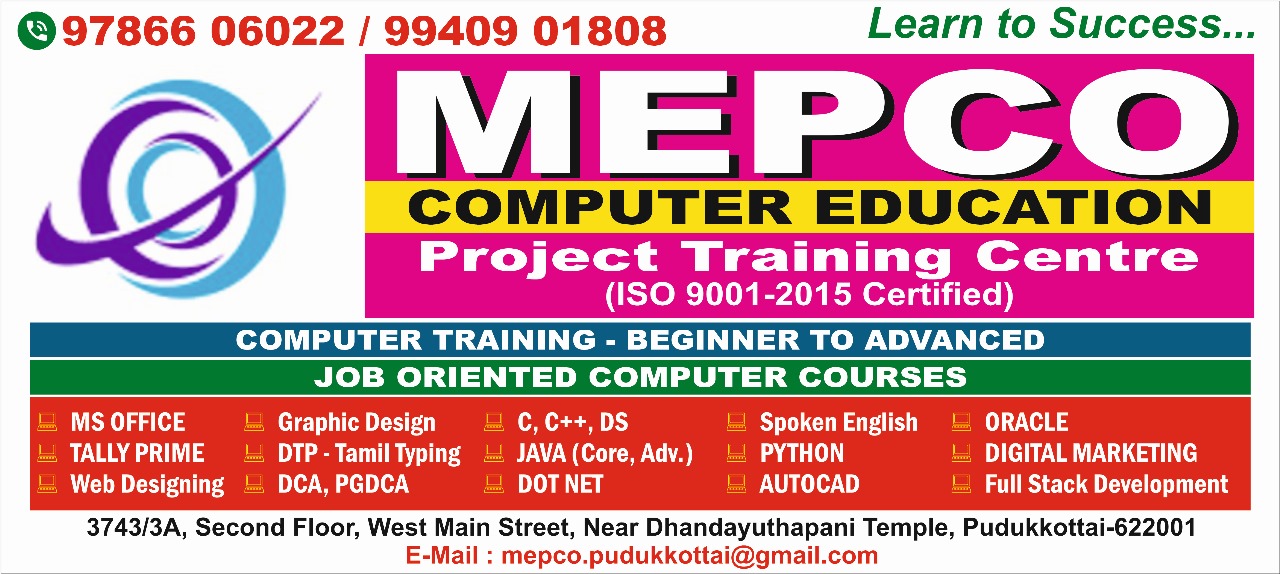 97866 06022 / 99409 01808
Learn to Success...
MEPCO
COMPUTER EDUCATION
Project Training Centre
(ISO 9001-2015 Certified)
COMPUTER TRAINING - BEGINNER TO ADVANCED
JOB ORIENTED COMPUTER COURSES
MS OFFICE Graphic Design C, C++, DS Spoken English ORACLE
TALLY PRIME DTP - Tamil Typing JAVA (Core, Adv.) PYTHON DIGITAL MARKETING
Web Designing DCA, PGDCA DOT NET AUTOCAD Full Stack Development
3743/3A, Second Floor, West Main Street, Near Dhandayuthapani Temple, Pudukkottai-622001
E-Mail : mepco.pudukkottai@gmail.com